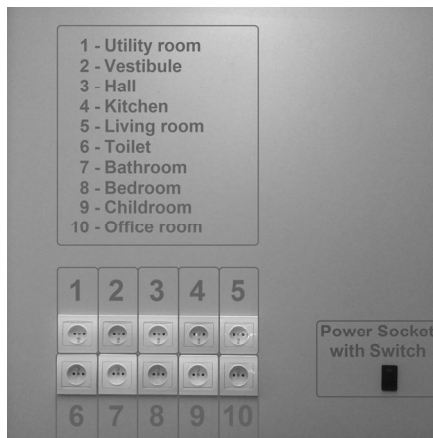 1 - Utility room
2 - Vestibule
3 - Hall
4 - Kitchen
5 - Living room
6 - Toilet
7 - Bathroom
8 - Bedroom
9 - Childroom
10 - Office room
1 2 3 4 5
Power Socket
with Switch
6 7 8 9 10